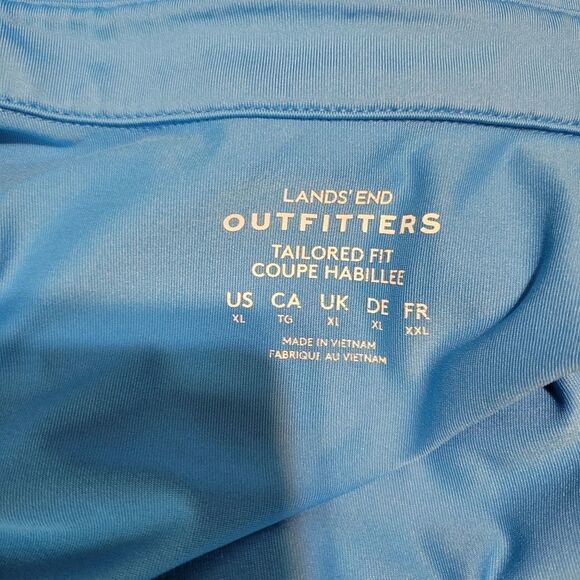 LANDS' END
OUTFITTERS
TAILORED FIT
COUPE HABILLEE
US CA UK DE FR
XL TG XL XL XXL
MADE IN VIETNAM
FABRIQUE AU VIETNAM